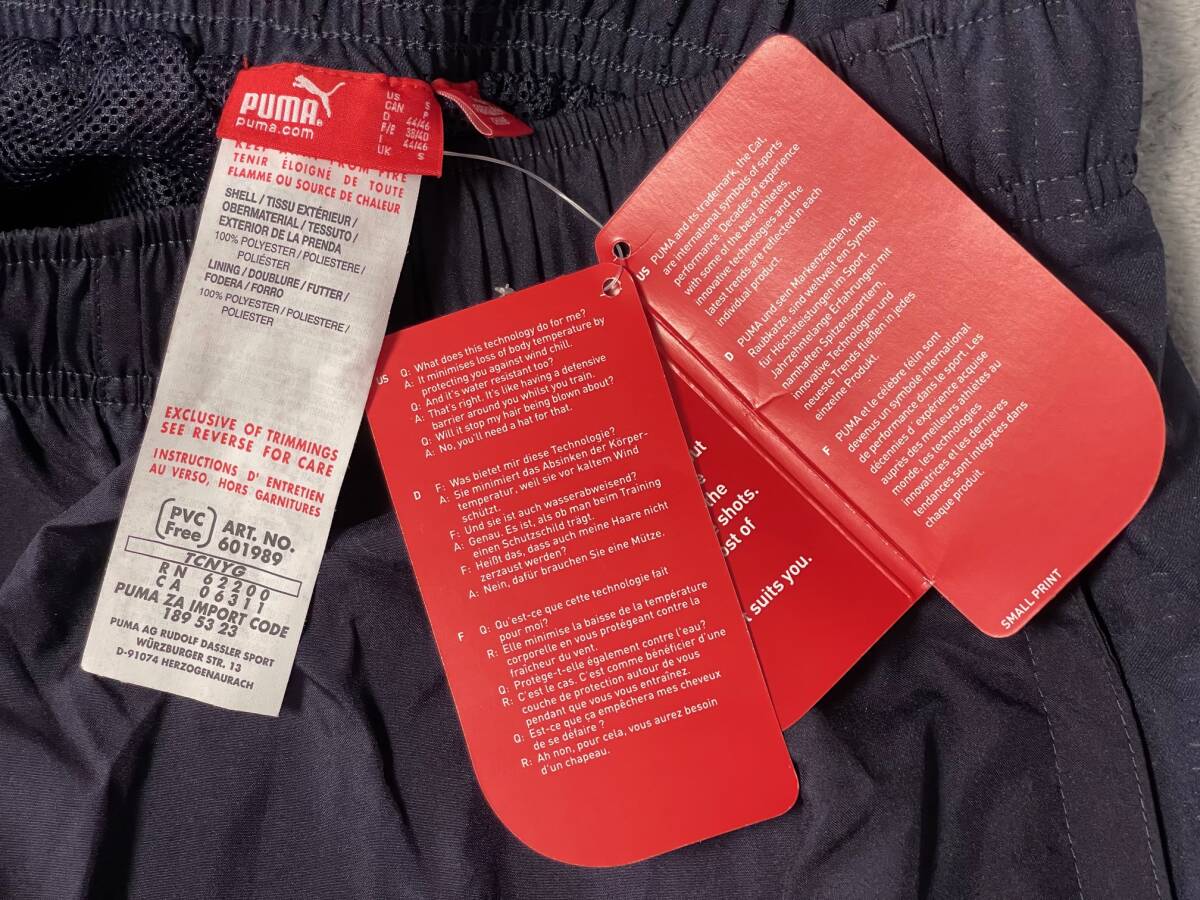 PUMA
puma.com
US S
CAN P
D 44/46
F/E 38/40
I 44/46
UK S
KEEP AWAY FROM FIRE
TENIR ÉLOIGNÉ DE TOUTE
FLAMME OU SOURCE DE CHALEUR
SHELL / TISSU EXTÉRIEUR /
OBERMATERIAL / TESSUTO /
EXTERIOR DE LA PRENDA
100% POLYESTER / POLIESTERE /
POLIÉSTER
LINING / DOUBLURE / FUTTER /
FODERA / FORRO
100% POLYESTER / POLIESTERE /
POLIESTER
EXCLUSIVE OF TRIMMINGS
SEE REVERSE FOR CARE
INSTRUCTIONS D' ENTRETIEN
AU VERSO, HORS GARNITURES
PVC
Free
ART. NO.
601989
TCNYG
RN 62200
CA 06311
PUMA ZA IMPORT CODE
189 53 23
PUMA AG RUDOLF DASSLER SPORT
WÜRZBURGER STR. 13
D-91074 HERZOGENAURACH
US Q: What does this technology do for me?
A: It minimises loss of body temperature by
protecting you against wind chill.
Q: And it's water resistant too?
A: That's right. It's like having a defensive
barrier around you whilst you train.
Q: Will it stop my hair being blown about?
A: No, you'll need a hat for that.
D F: Was bietet mir diese Technologie?
A: Sie minimiert das Absinken der Körper-
temperatur, weil sie vor kaltem Wind
schützt.
F: Und sie ist auch wasserabweisend?
A: Genau. Es ist, als ob man beim Training
einen Schutzschild trägt.
F: Heißt das, dass auch meine Haare nicht
zerzaust werden?
A: Nein, dafür brauchen Sie eine Mütze.
F Q: Qu'est-ce que cette technologie fait
pour moi?
R: Elle minimise la baisse de la température
corporelle en vous protégeant contre la
fraîcheur du vent.
Q: Protège-t-elle également contre l'eau?
R: C'est le cas. C'est comme bénéficier d'une
couche de protection autour de vous
pendant que vous vous entraînez.
Q: Est-ce que ça empêchera mes cheveux
de se défaire ?
R: Ah non, pour cela, vous aurez besoin
d'un chapeau.
the
shots.
ost of
suits you.
US PUMA and its trademark, the Cat,
are international symbols of sports
performance. Decades of experience
with some of the best athletes,
innovative technologies and the
latest trends are reflected in each
individual product.
D PUMA und sein Markenzeichen, die
Raubkatze, sind weltweit ein Symbol
für Höchstleistungen im Sport.
Jahrzehntelange Erfahrungen mit
namhaften Spitzensportlern,
innovative Technologien und
neueste Trends fließen in jedes
einzelne Produkt.
F PUMA et le célèbre félin sont
devenus un symbole international
de performance dans le sport. Les
décennies d'expérience acquise
auprès des meilleurs athlètes au
monde, les technologies
innovatrices et les dernières
tendances sont intégrées dans
chaque produit.
SMALL PRINT